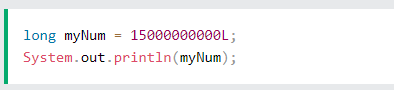 long myNum = 15000000000L;
System.out.println(myNum);